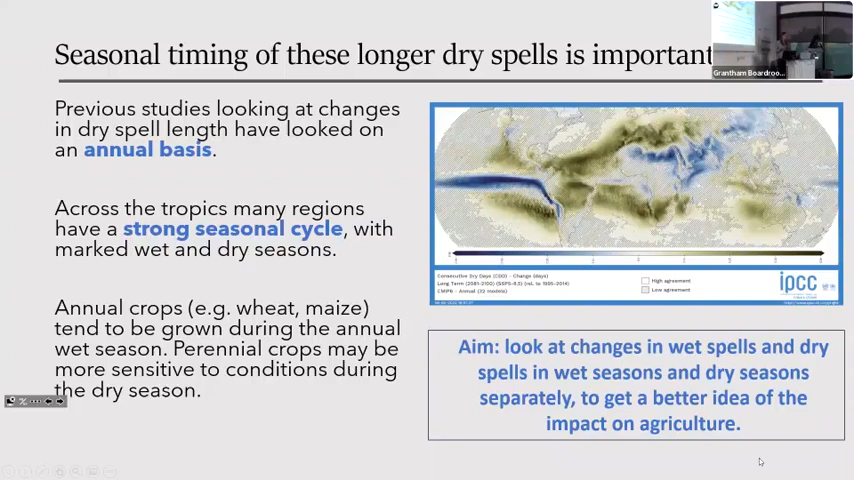 Seasonal timing of these longer dry spells is important
Grantham Boardroo...
Previous studies looking at changes
in dry spell length have looked on
an annual basis.
Across the tropics many regions
have a strong seasonal cycle, with
marked wet and dry seasons.
Annual crops (e.g. wheat, maize)
tend to be grown during the annual
wet season. Perennial crops may be
more sensitive to conditions during
the dry season.
Consecutive Dry Days (CDD) - Change (days)
Long Term (2081-2100) (SSP5-8.5) (rel. to 1995-2014)
CMIP6 - Annual (32 models)
High agreement
Low agreement
ipcc
Aim: look at changes in wet spells and dry
spells in wet seasons and dry seasons
separately, to get a better idea of the
impact on agriculture.